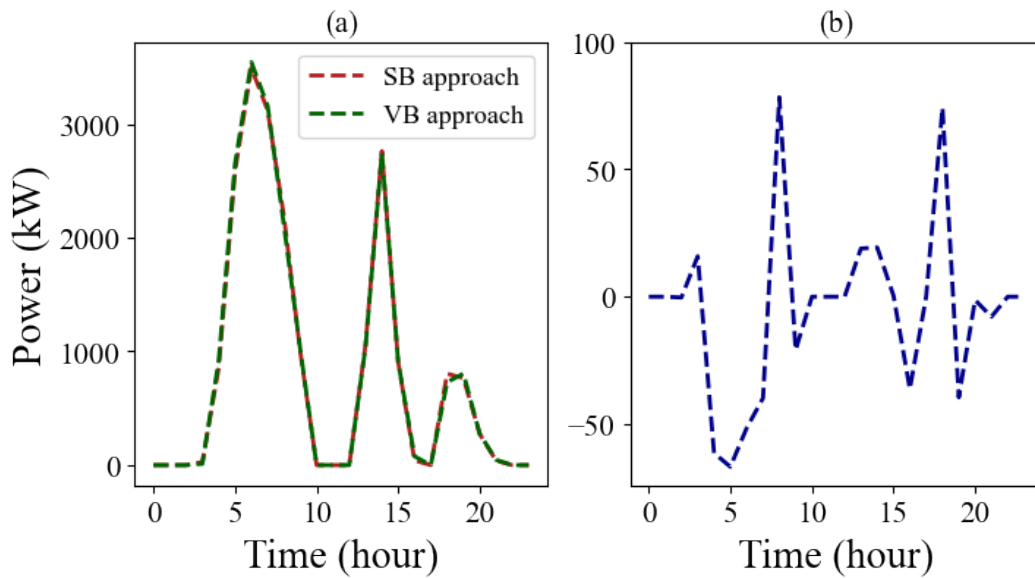 (a)
(b)
SB approach
VB approach
Power (kW)
3000
2000
1000
0
0 5 10 15 20
Time (hour)
100
50
0
−50
0 5 10 15 20
Time (hour)